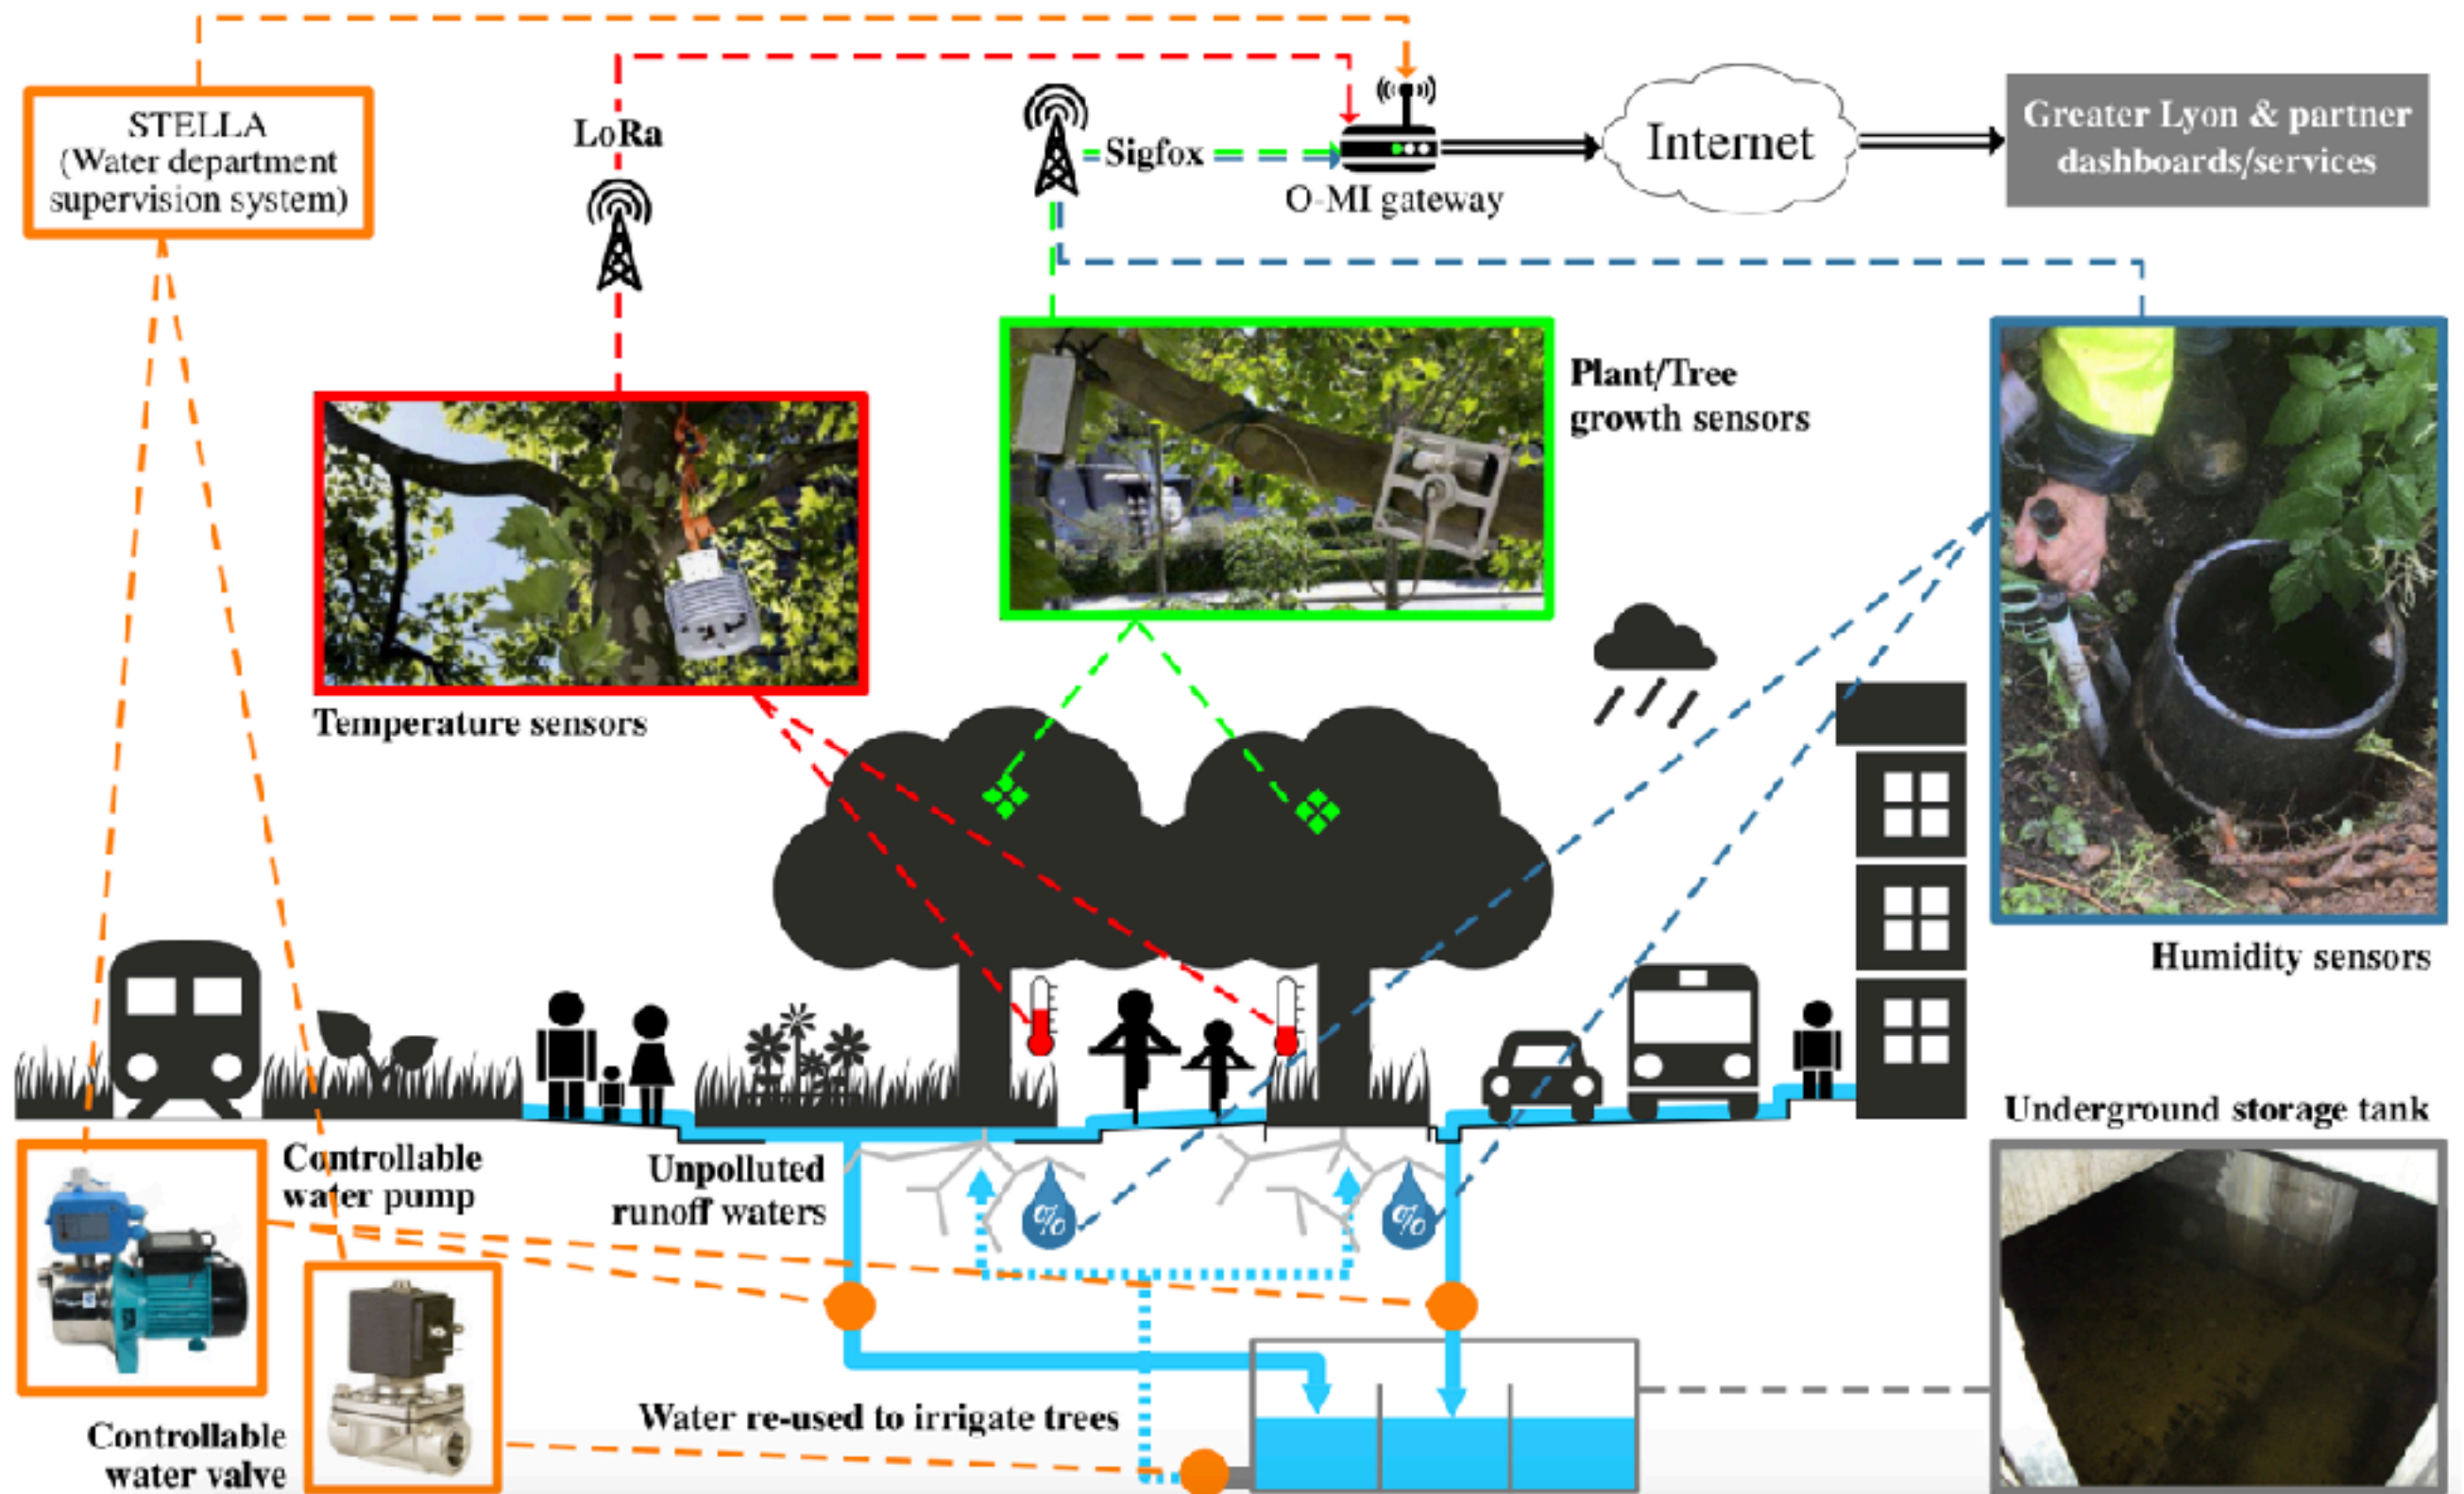 STELLA
(Water department
supervision system)
LoRa
Sigfox
O-MI gateway
Internet
Greater Lyon & partner
dashboards/services
Plant/Tree
growth sensors
Temperature sensors
Humidity sensors
Underground storage tank
Controllable
water pump
Unpolluted
runoff waters
%
%
Water re-used to irrigate trees
Controllable
water valve